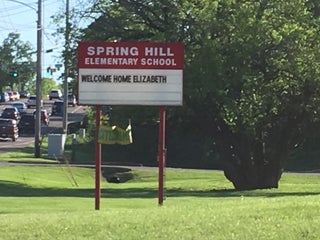 SPRING HILL
ELEMENTARY SCHOOL
WELCOME HOME ELIZABETH